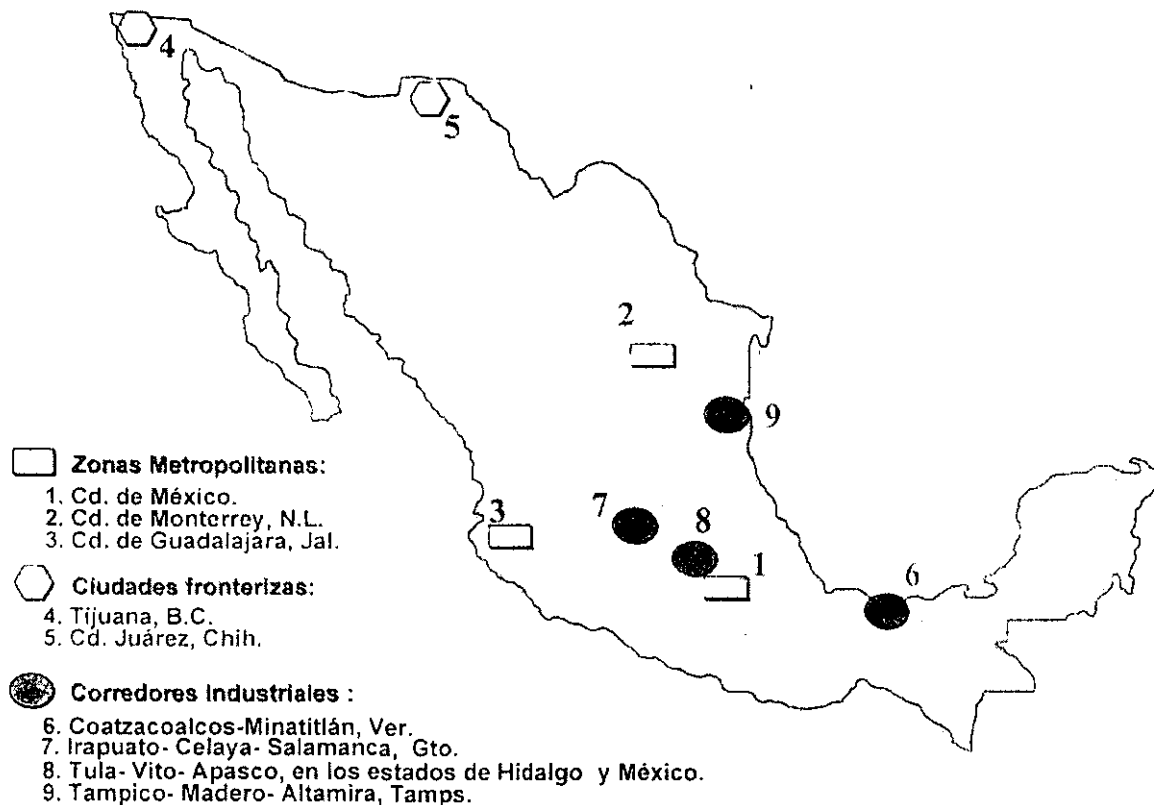 4
5
2
9
3
7
8
1
6
Zonas Metropolitanas:
1. Cd. de México.
2. Cd. de Monterrey, N.L.
3. Cd. de Guadalajara, Jal.
Ciudades fronterizas:
4. Tijuana, B.C.
5. Cd. Juárez, Chih.
Corredores Industriales :
6. Coatzacoalcos-Minatitlán, Ver.
7. Irapuato- Celaya- Salamanca, Gto.
8. Tula- Vito- Apasco, en los estados de Hidalgo y México.
9. Tampico- Madero- Altamira, Tamps.